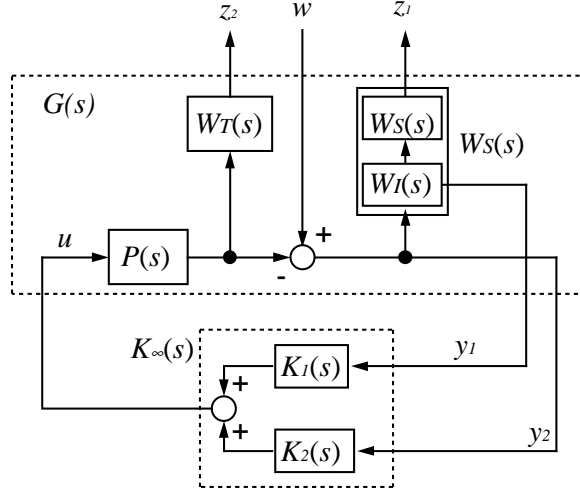 z2
w
z1
G(s)
WT(s)
WS(s)
WS(s)
WI(s)
u
P(s)
+
-
K∞(s)
K1(s)
y1
+
+
K2(s)
y2